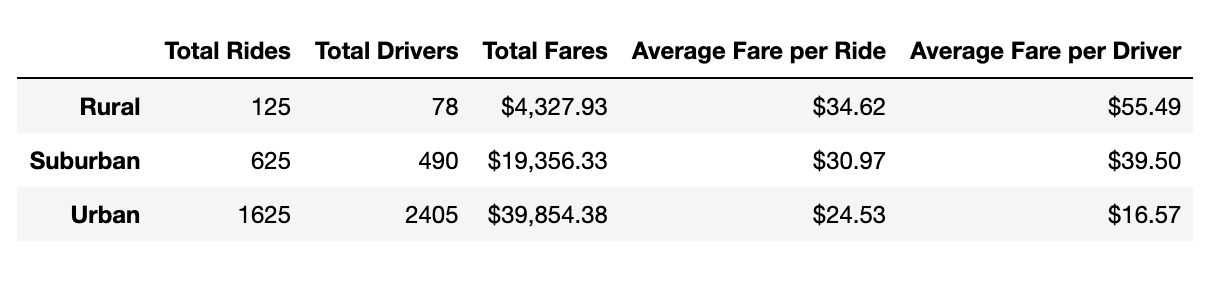 Total Rides Total Drivers Total Fares Average Fare per Ride Average Fare per Driver
Rural 125 78 $4,327.93 $34.62 $55.49
Suburban 625 490 $19,356.33 $30.97 $39.50
Urban 1625 2405 $39,854.38 $24.53 $16.57